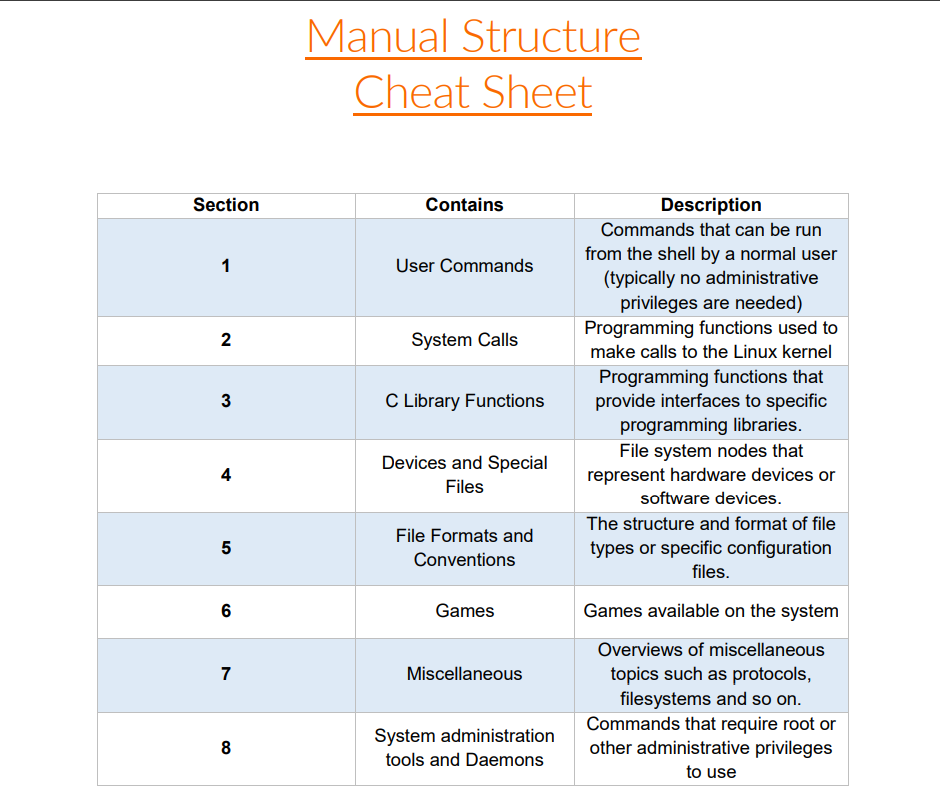 Manual Structure
Cheat Sheet
Section Contains Description
1
User Commands
Commands that can be run
from the shell by a normal user
(typically no administrative
privileges are needed)
2
System Calls
Programming functions used to
make calls to the Linux kernel
3
C Library Functions
Programming functions that
provide interfaces to specific
programming libraries.
4
Devices and Special
Files
File system nodes that
represent hardware devices or
software devices.
5
File Formats and
Conventions
The structure and format of file
types or specific configuration
files.
6
Games
Games available on the system
7
Miscellaneous
Overviews of miscellaneous
topics such as protocols,
filesystems and so on.
8
System administration
tools and Daemons
Commands that require root or
other administrative privileges
to use